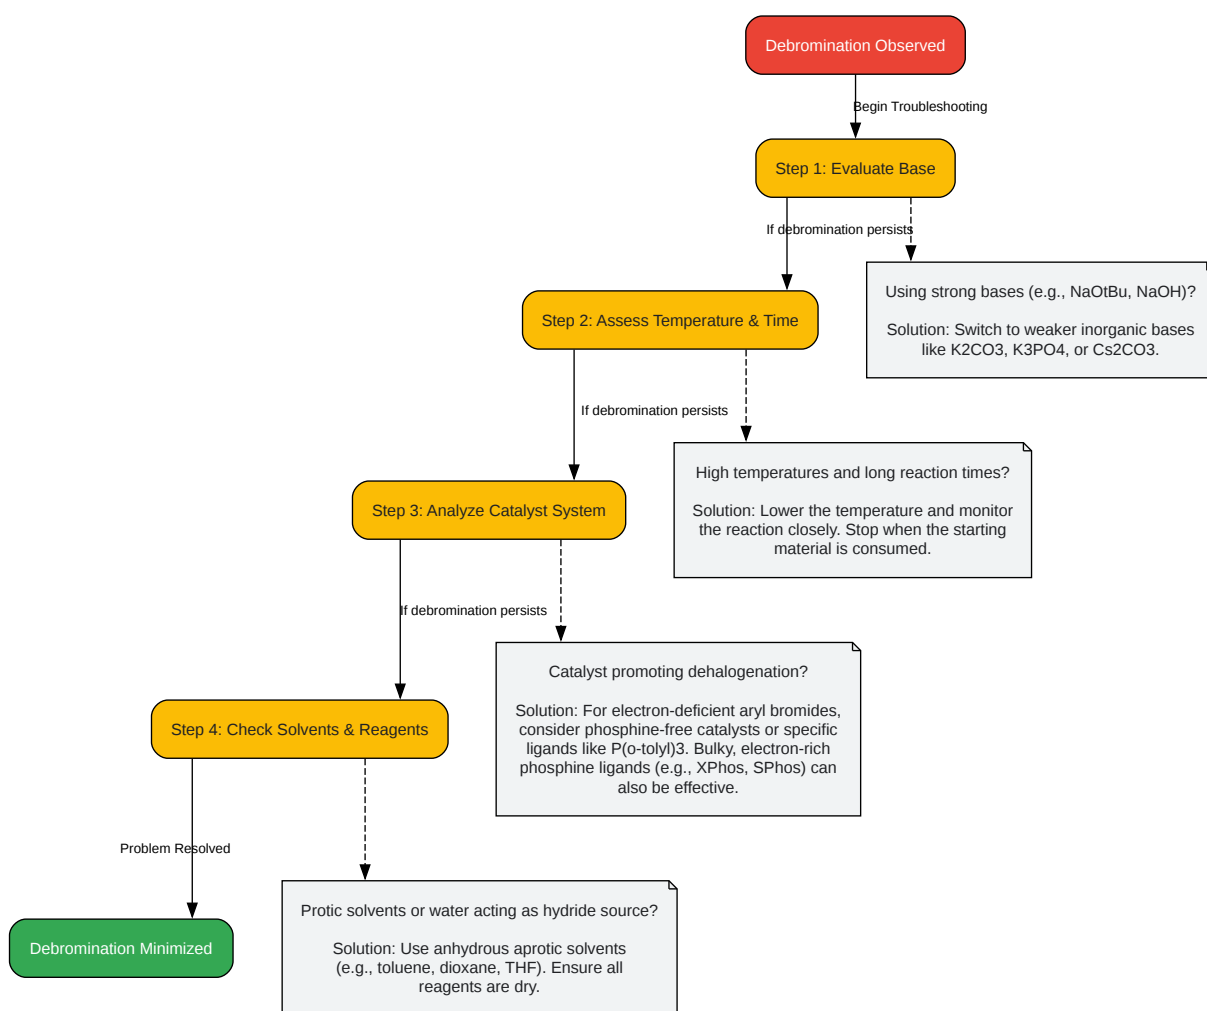 Debromination Observed
Begin Troubleshooting
Step 1: Evaluate Base
If debromination persists
Using strong bases (e.g., NaOtBu, NaOH)?
Solution: Switch to weaker inorganic bases
like K2CO3, K3PO4, or Cs2CO3.
Step 2: Assess Temperature & Time
If debromination persists
High temperatures and long reaction times?
Solution: Lower the temperature and monitor
the reaction closely. Stop when the starting
material is consumed.
Step 3: Analyze Catalyst System
If debromination persists
Catalyst promoting dehalogenation?
Solution: For electron-deficient aryl bromides,
consider phosphine-free catalysts or specific
ligands like P(o-tolyl)3. Bulky, electron-rich
phosphine ligands (e.g., XPhos, SPhos) can
also be effective.
Step 4: Check Solvents & Reagents
Problem Resolved
Protic solvents or water acting as hydride source?
Solution: Use anhydrous aprotic solvents
(e.g., toluene, dioxane, THF). Ensure all
reagents are dry.
Debromination Minimized